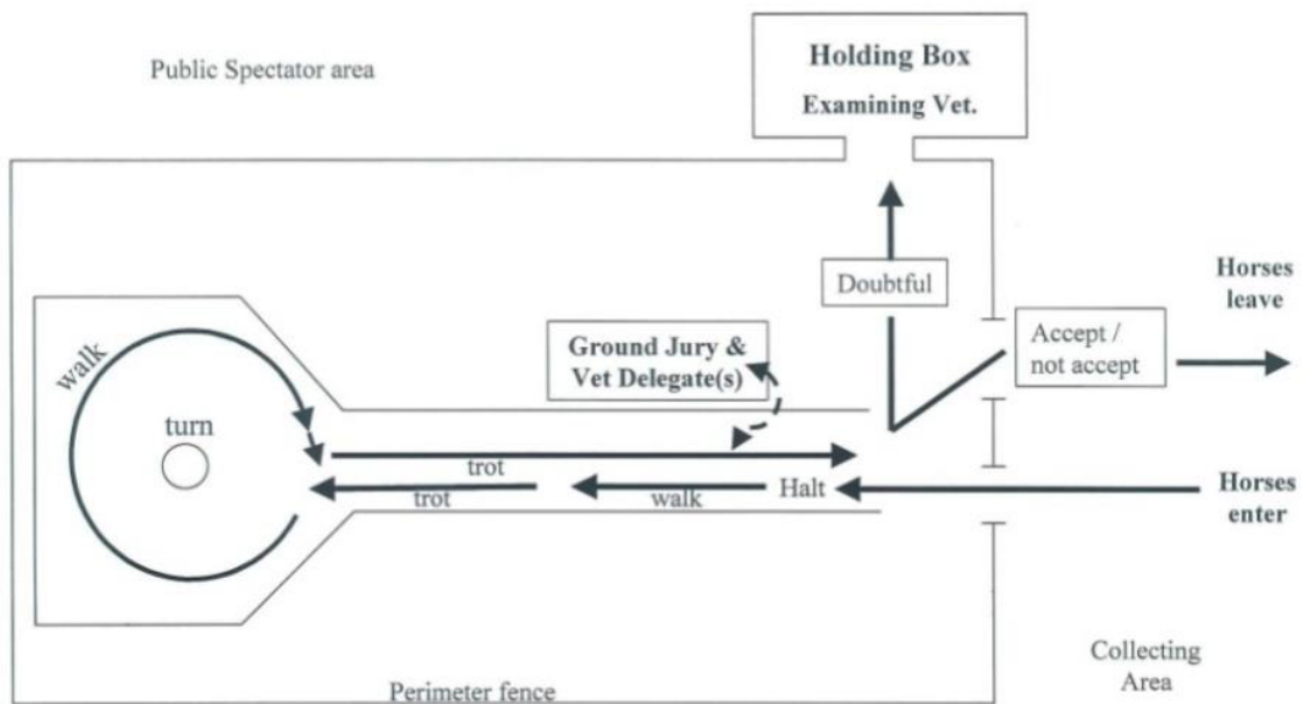 Public Spectator area
Holding Box
Examining Vet.
Doubtful
Horses
leave
Accept /
not accept
Ground Jury &
Vet Delegate(s)
walk
turn
trot
trot
walk
Halt
Horses
enter
Collecting
Area
Perimeter fence